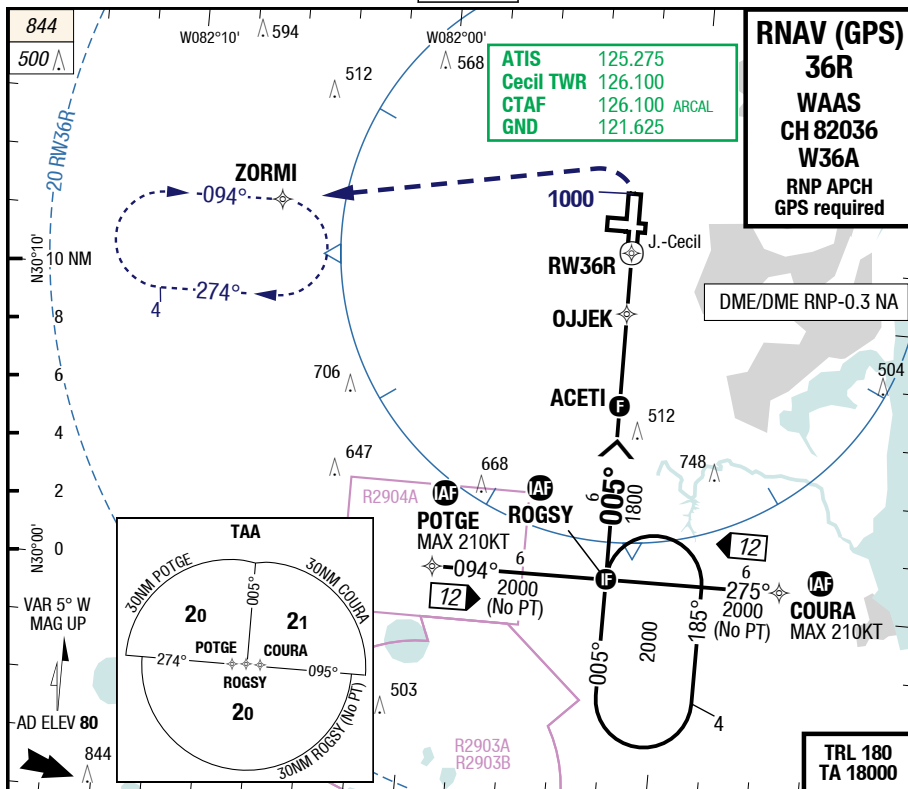 844
500
W082°10'
594
W082°00'
568
512
ATIS 125.275
Cecil TWR 126.100
CTAF 126.100 ARCAL
GND 121.625
RNAV (GPS)
36R
WAAS
CH 82036
W36A
RNP APCH
GPS required
20 RW36R
ZORMI
094°
1000
J.-Cecil
RW36R
N30°10'
10 NM
274°
4
OJJEK
DME/DME RNP-0.3 NA
8
6
706
ACETI
F
504
512
4
647
668
748
2
R2904A
IAF
IAF
POTGE
MAX 210KT
ROGSY
6
005°
1800
N30°00'
0
TAA
12
094°
6
2000
(No PT)
12
IF
6
275°
2000
(No PT)
IAF
COURA
MAX 210KT
30NM POTGE
30NM COURA
005°
20
21
POTGE
COURA
274°
ROGSY
095°
20
30NM ROGSY (No PT)
VAR 5° W
MAG UP
005°
2000
185°
4
503
AD ELEV 80
844
R2903A
R2903B
TRL 180
TA 18000